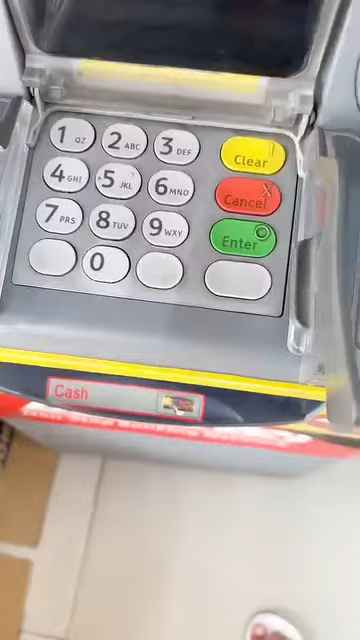 1 QZ 2 ABC 3 DEF Clear
4 GHI 5 JKL 6 MNO Cancel
7 PRS 8 TUV 9 WXY Enter
0
Cash